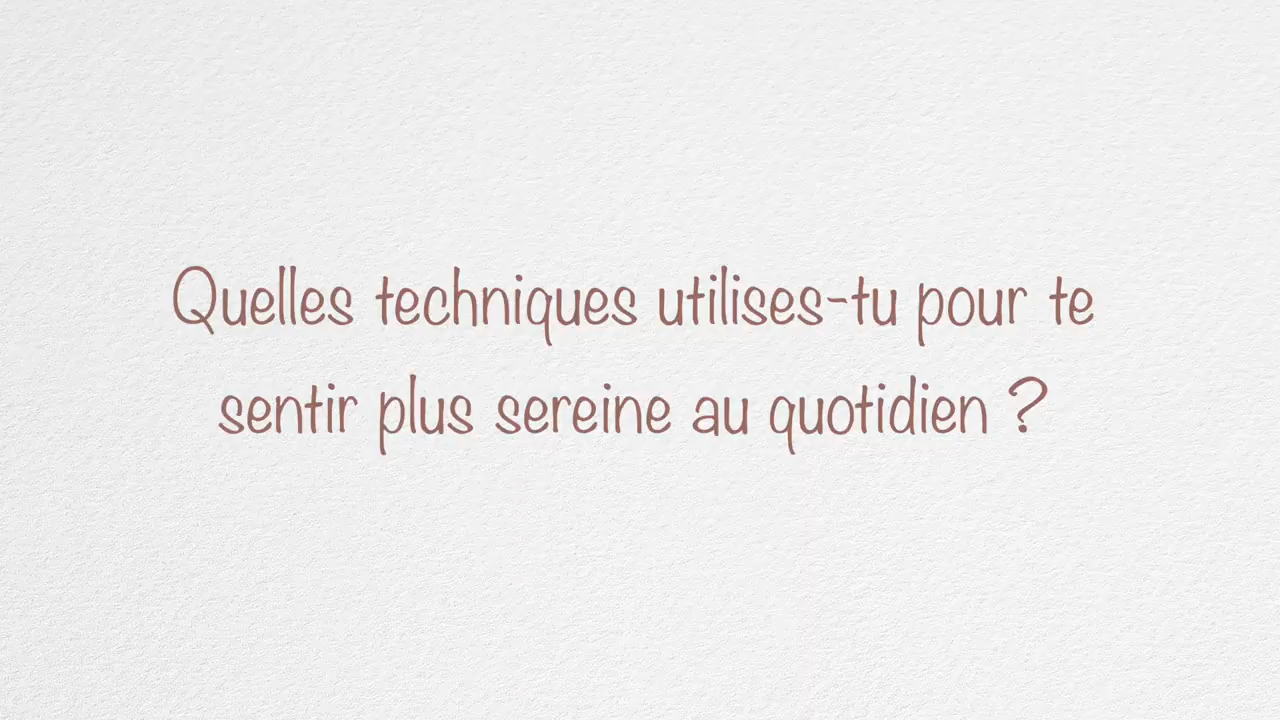 Quelles techniques utilises-tu pour te
sentir plus sereine au quotidien ?